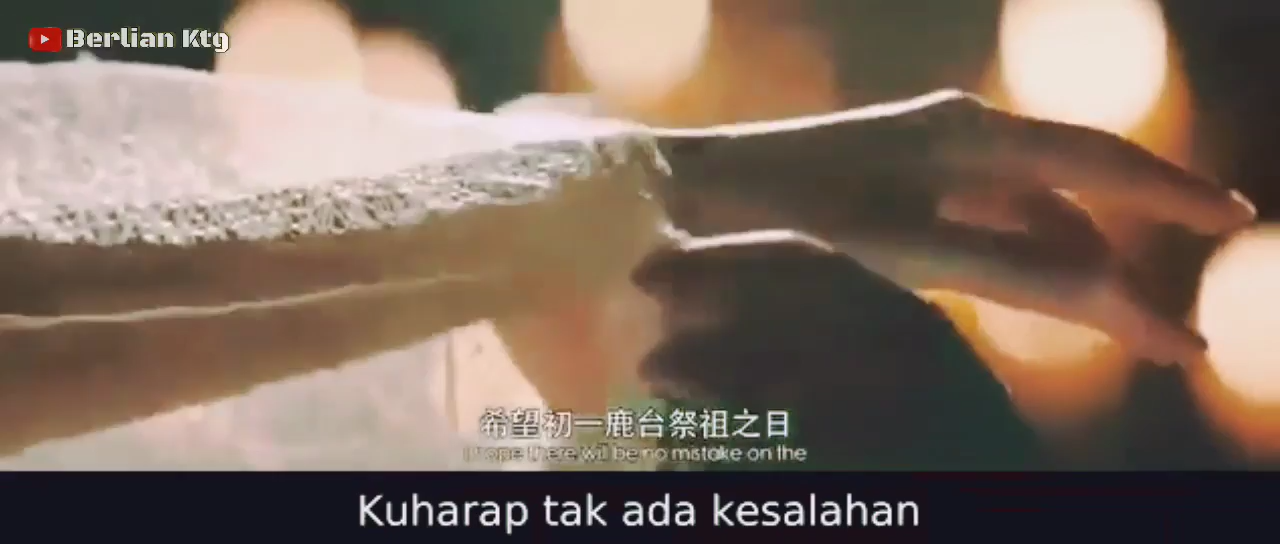 Berlian Ktg
希望初一鹿台祭祖之日
I hope there will be no mistake on the
Kuharap tak ada kesalahan